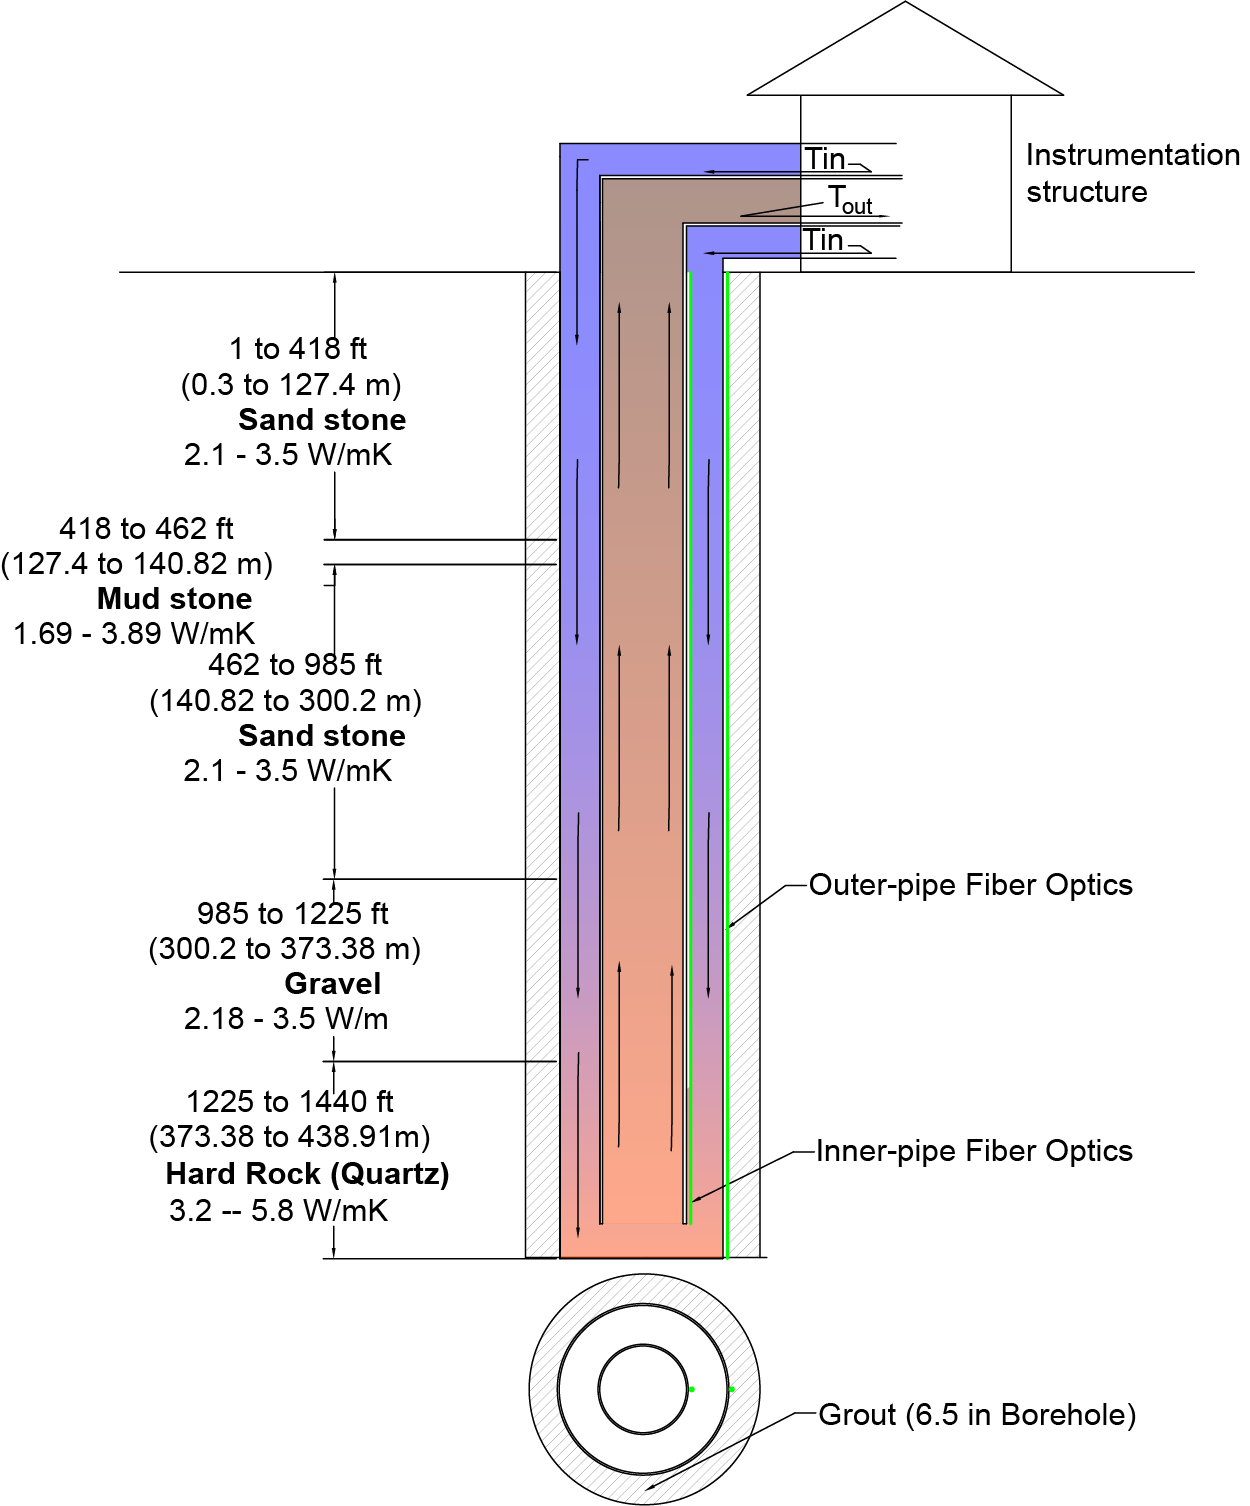 Tin
Instrumentation
structure
Tout
Tin
1 to 418 ft
(0.3 to 127.4 m)
Sand stone
2.1 - 3.5 W/mK
418 to 462 ft
(127.4 to 140.82 m)
Mud stone
1.69 - 3.89 W/mK
462 to 985 ft
(140.82 to 300.2 m)
Sand stone
2.1 - 3.5 W/mK
Outer-pipe Fiber Optics
985 to 1225 ft
(300.2 to 373.38 m)
Gravel
2.18 - 3.5 W/m
1225 to 1440 ft
(373.38 to 438.91m)
Hard Rock (Quartz)
3.2 -- 5.8 W/mK
Inner-pipe Fiber Optics
Grout (6.5 in Borehole)